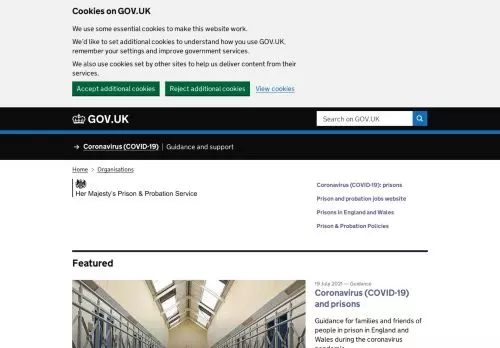 Cookies on GOV.UK
We use some essential cookies to make this website work.
We'd like to set additional cookies to understand how you use GOV.UK,
remember your settings and improve government services.
We also use cookies set by other sites to help us deliver content from their
services.
Accept additional cookies Reject additional cookies View cookies
GOV.UK Search on GOV.UK
→ Coronavirus (COVID-19) | Guidance and support
Home > Organisations
Her Majesty's Prison & Probation Service
Coronavirus (COVID-19): prisons
Prison and probation jobs website
Prisons in England and Wales
Prison & Probation Policies
Featured
19 July 2021 — Guidance
Coronavirus (COVID-19)
and prisons
Guidance for families and friends of
people in prison in England and
Wales during the coronavirus